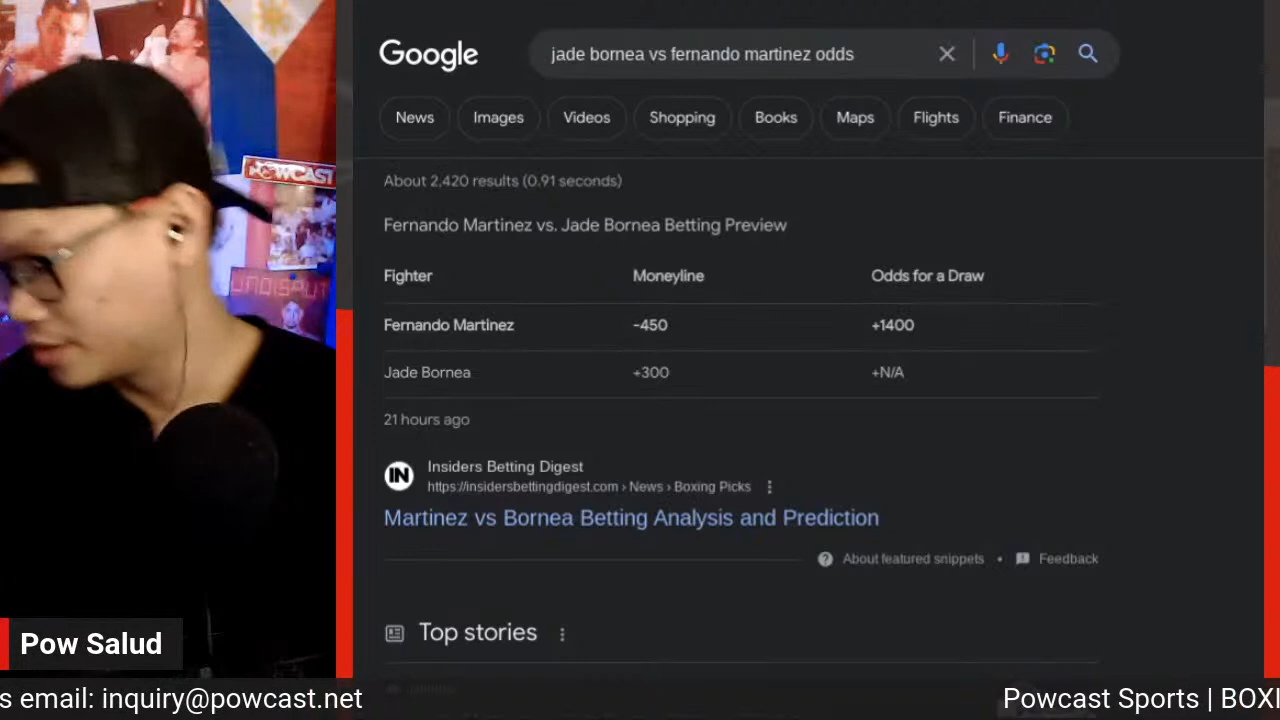 Google
jade bornea vs fernando martinez odds
News
Images
Videos
Shopping
Books
Maps
Flights
Finance
About 2,420 results (0.91 seconds)
POWCAST
Fernando Martinez vs. Jade Bornea Betting Preview
Fighter Moneyline Odds for a Draw
UNDISPUT
Fernando Martinez -450 +1400
Jade Bornea +300 +N/A
21 hours ago
IN
Insiders Betting Digest
https://insidersbettingdigest.com › News › Boxing Picks
Martinez vs Bornea Betting Analysis and Prediction
About featured snippets • Feedback
Top stories
Pow Salud
s email: inquiry@powcast.net
Powcast Sports | BOXI